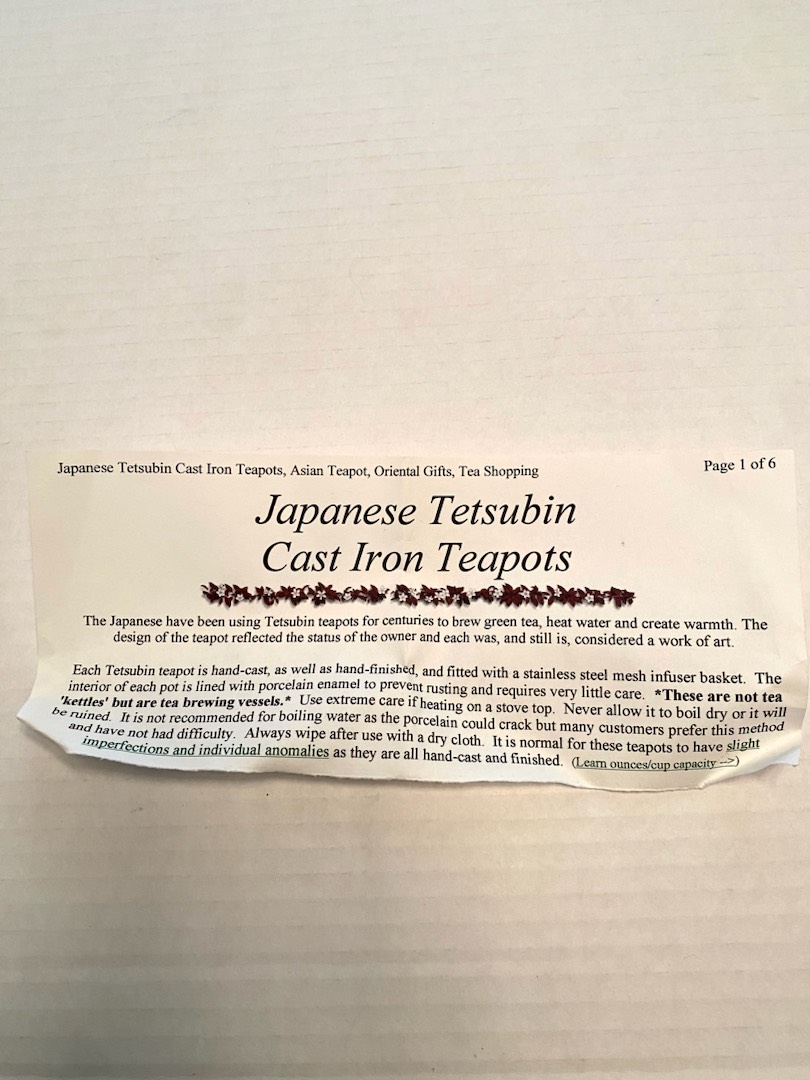 Japanese Tetsubin Cast Iron Teapots, Asian Teapot, Oriental Gifts, Tea Shopping
Page 1 of 6
Japanese Tetsubin
Cast Iron Teapots
The Japanese have been using Tetsubin teapots for centuries to brew green tea, heat water and create warmth. The
design of the teapot reflected the status of the owner and each was, and still is, considered a work of art.
Each Tetsubin teapot is hand-cast, as well as hand-finished, and fitted with a stainless steel mesh infuser basket. The
interior of each pot is lined with porcelain enamel to prevent rusting and requires very little care. *These are not tea
'kettles' but are tea brewing vessels.* Use extreme care if heating on a stove top. Never allow it to boil dry or it will
be ruined. It is not recommended for boiling water as the porcelain could crack but many customers prefer this method
and have not had difficulty. Always wipe after use with a dry cloth. It is normal for these teapots to have slight
imperfections and individual anomalies as they are all hand-cast and finished. (Learn ounces/cup capacity -->)